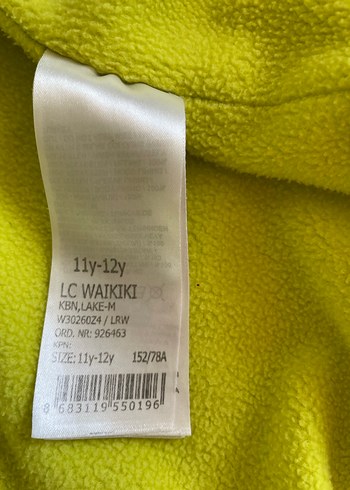 11y-12y
LC WAIKIKI
KBN,LAKE-M
W30260Z4 / LRW
ORD. NR: 926463
KPN:
SIZE: 11y-12y 152/78A
8 683119 550196